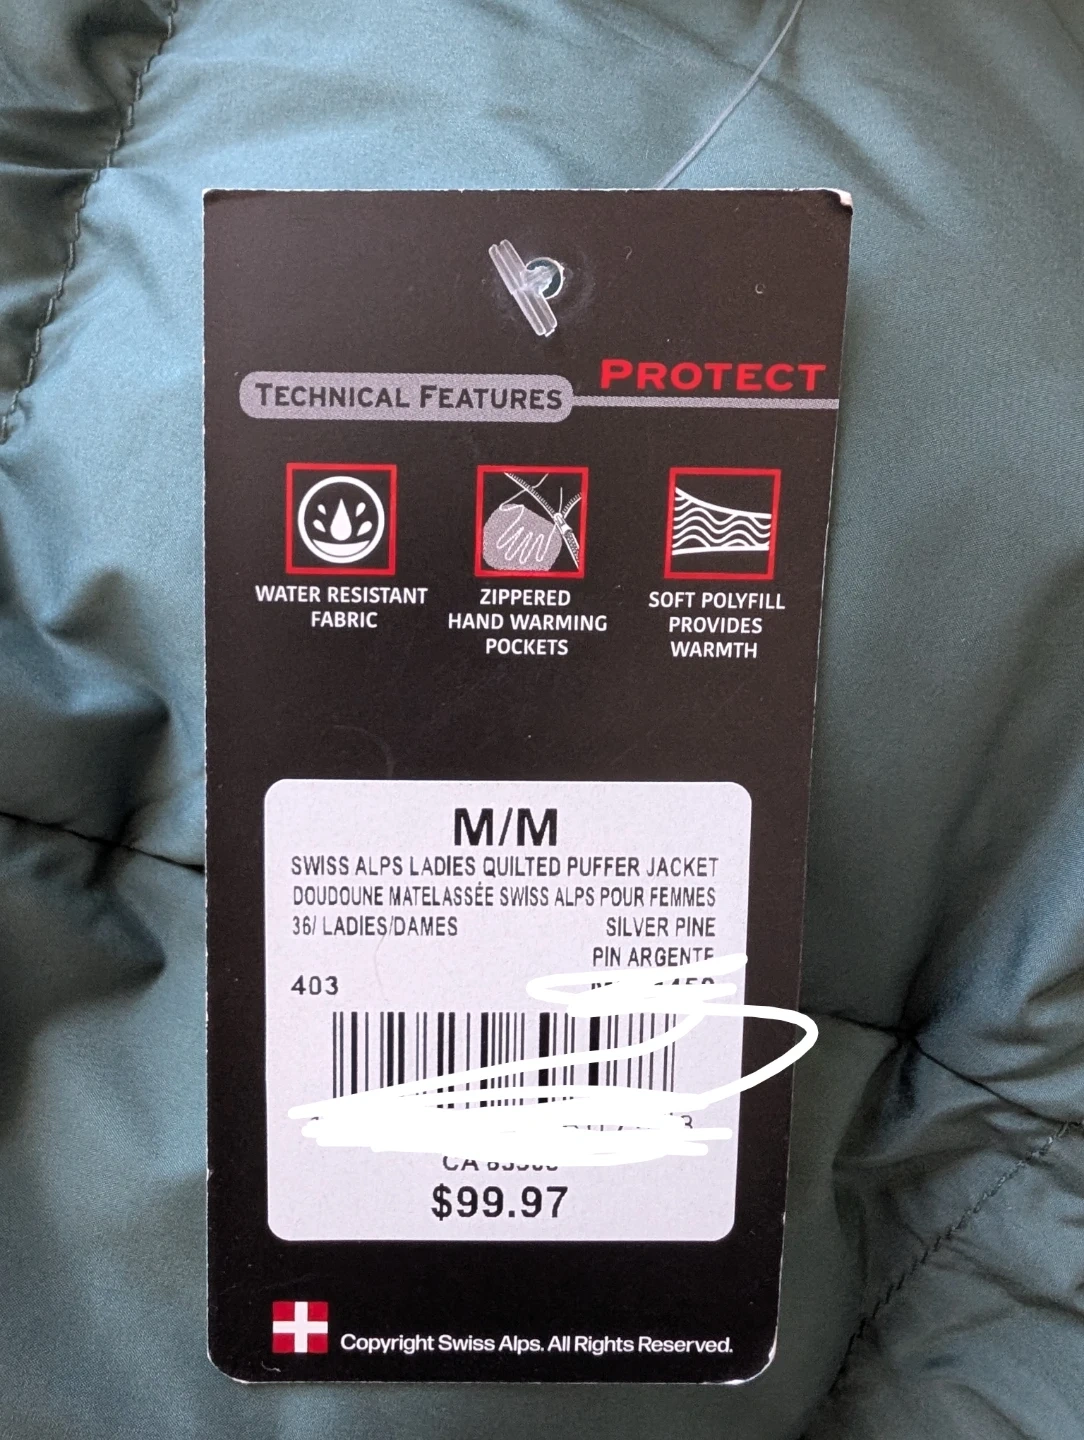 PROTECT
TECHNICAL FEATURES
WATER RESISTANT
FABRIC
ZIPPERED
HAND WARMING
POCKETS
SOFT POLYFILL
PROVIDES
WARMTH
M/M
SWISS ALPS LADIES QUILTED PUFFER JACKET
DOUDOUNE MATELASSÉE SWISS ALPS POUR FEMMES
36/ LADIES/DAMES
SILVER PINE
PIN ARGENTE
403
CA
$99.97
Copyright Swiss Alps. All Rights Reserved.